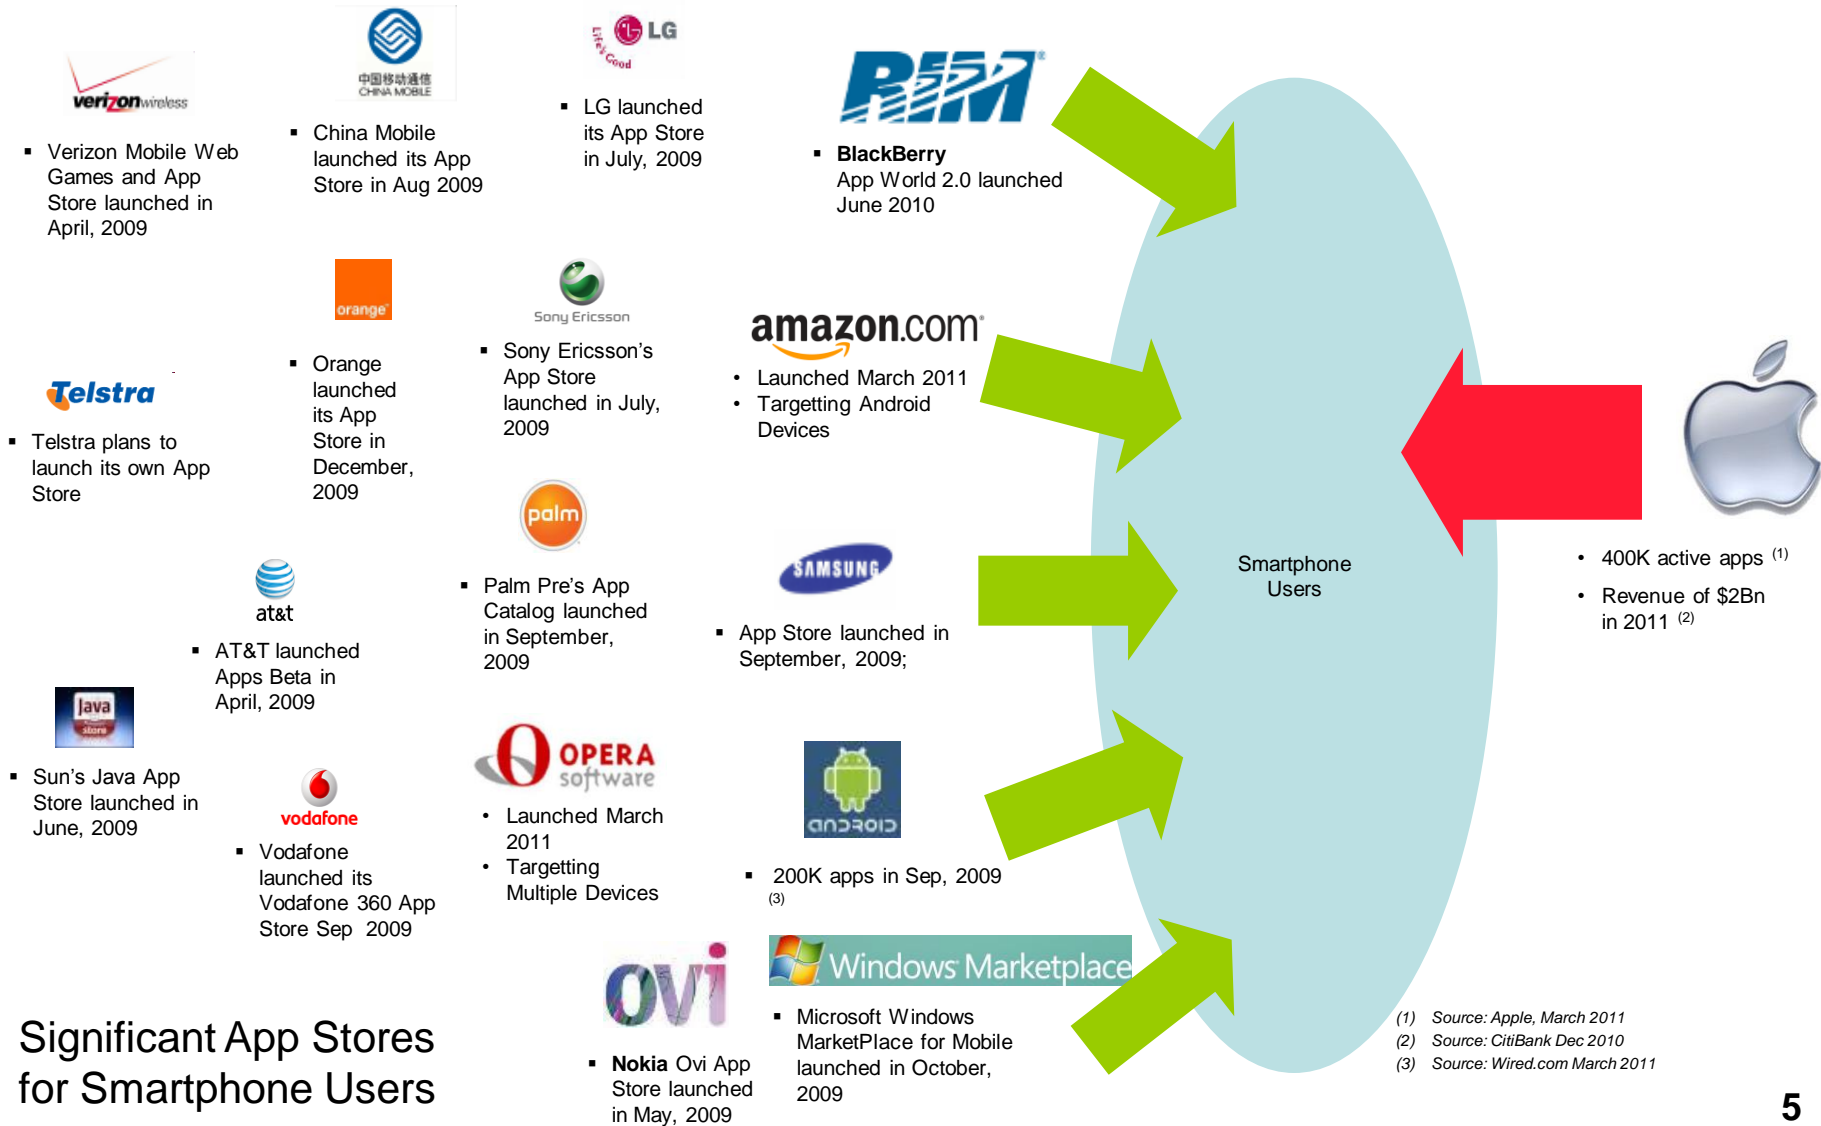 verizonwireless
Verizon Mobile Web
Games and App
Store launched in
April, 2009
中国移动通信
CHINA MOBILE
China Mobile
launched its App
Store in Aug 2009
Life's Good
LG
LG launched
its App Store
in July, 2009
RIM®
BlackBerry
App World 2.0 launched
June 2010
orange™
Orange
launched
its App
Store in
December,
2009
Sony Ericsson
Sony Ericsson's
App Store
launched in July,
2009
amazon.com®
Launched March 2011
Targetting Android
Devices
Telstra
Telstra plans to
launch its own App
Store
palm
Palm Pre's App
Catalog launched
in September,
2009
SAMSUNG
App Store launched in
September, 2009;
Smartphone
Users
400K active apps (1)
Revenue of $2Bn
in 2011 (2)
at&t
AT&T launched
Apps Beta in
April, 2009
Java
store
Sun's Java App
Store launched in
June, 2009
vodafone
Vodafone
launched its
Vodafone 360 App
Store Sep 2009
OPERA
software
Launched March
2011
Targetting
Multiple Devices
ANDROID
200K apps in Sep, 2009
(3)
ovi
Nokia Ovi App
Store launched
in May, 2009
Windows Marketplace
Microsoft Windows
MarketPlace for Mobile
launched in October,
2009
Significant App Stores
for Smartphone Users
(1) Source: Apple, March 2011
(2) Source: CitiBank Dec 2010
(3) Source: Wired.com March 2011
5